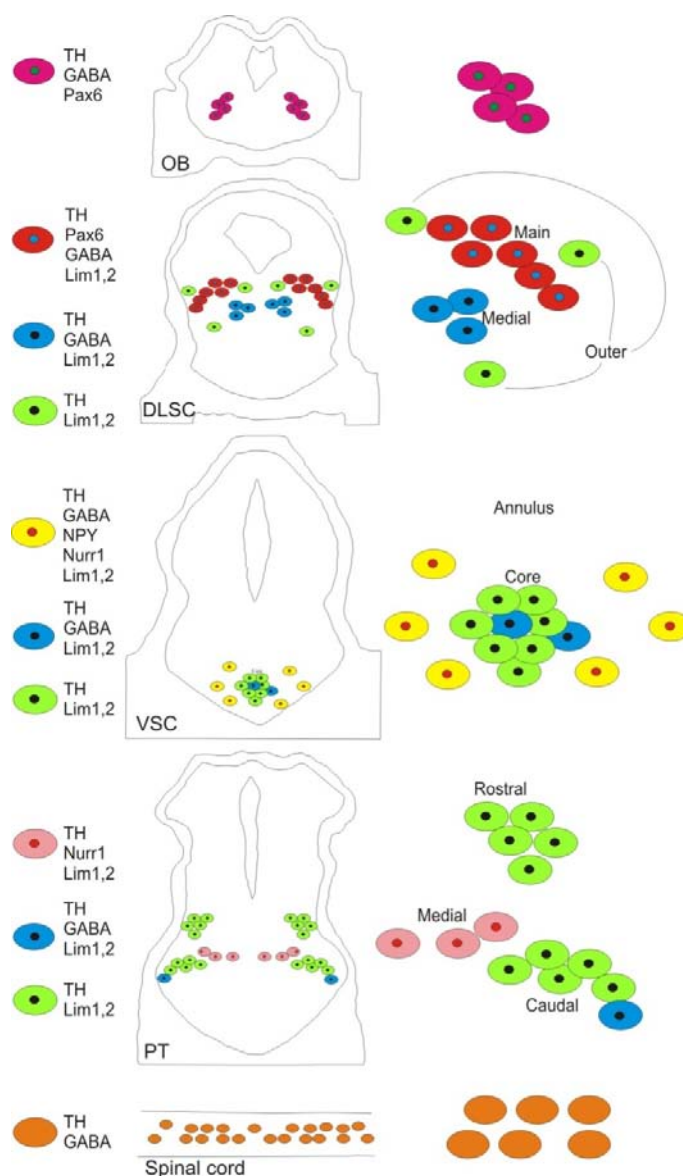 TH
GABA
Pax6
OB
TH
Pax6
GABA
Lim1,2
TH
GABA
Lim1,2
TH
Lim1,2
DLSC
Main
Medial
Outer
TH
GABA
NPY
Nurr1
Lim1,2
TH
GABA
Lim1,2
TH
Lim1,2
VSC
Annulus
Core
TH
Nurr1
Lim1,2
TH
GABA
Lim1,2
TH
Lim1,2
PT
Rostral
Medial
Caudal
TH
GABA
Spinal cord